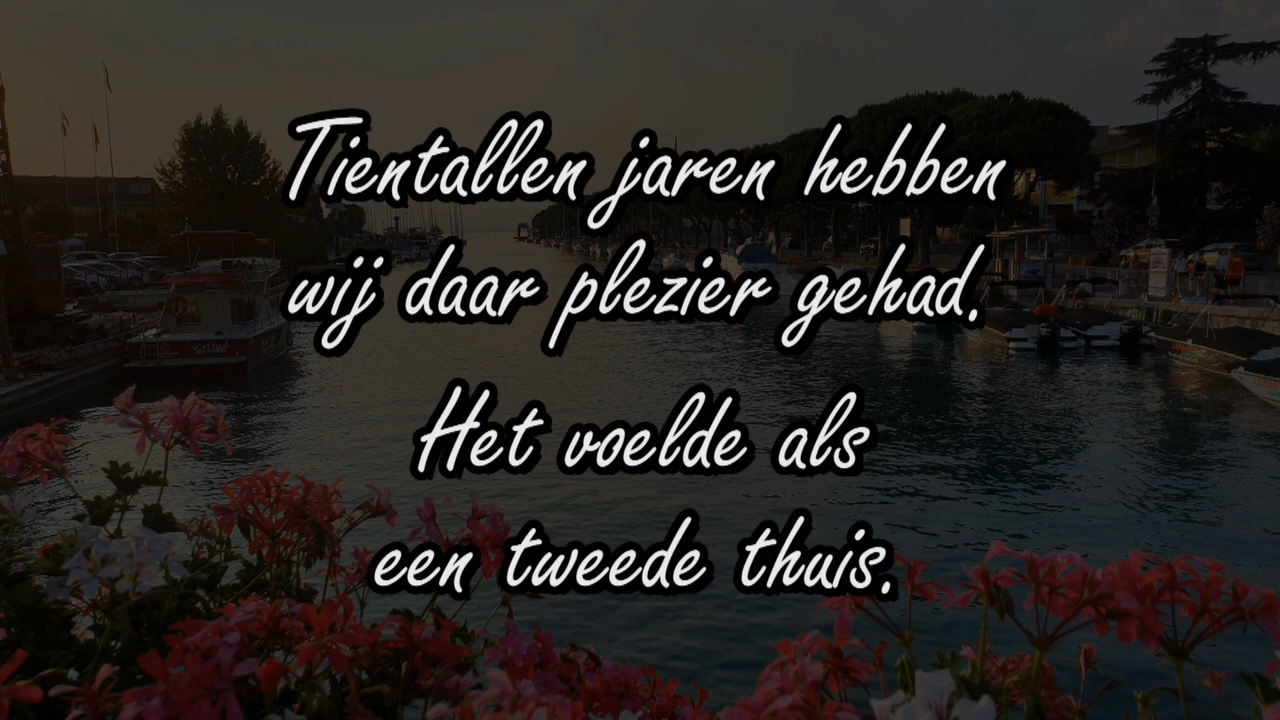 Tientallen jaren hebben
wij daar plezier gehad.
Het voelde als
een tweede thuis.